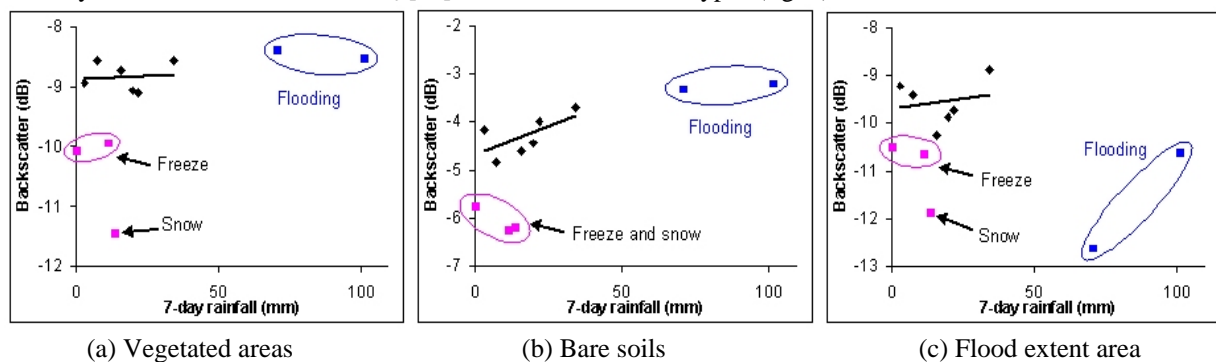 -8
-9
-10
-11
-12
Backscatter (dB)
Flooding
Freeze
Snow
0
100
7-day rainfall (mm)
-2
-3
-4
-5
-6
-7
Backscatter (dB)
Flooding
Freeze and snow
0
100
7-day rainfall (mm)
-8
-9
-10
-11
-12
-13
Backscatter (dB)
Flooding
Freeze
Snow
0
100
7-day rainfall (mm)
(a) Vegetated areas
(b) Bare soils
(c) Flood extent area